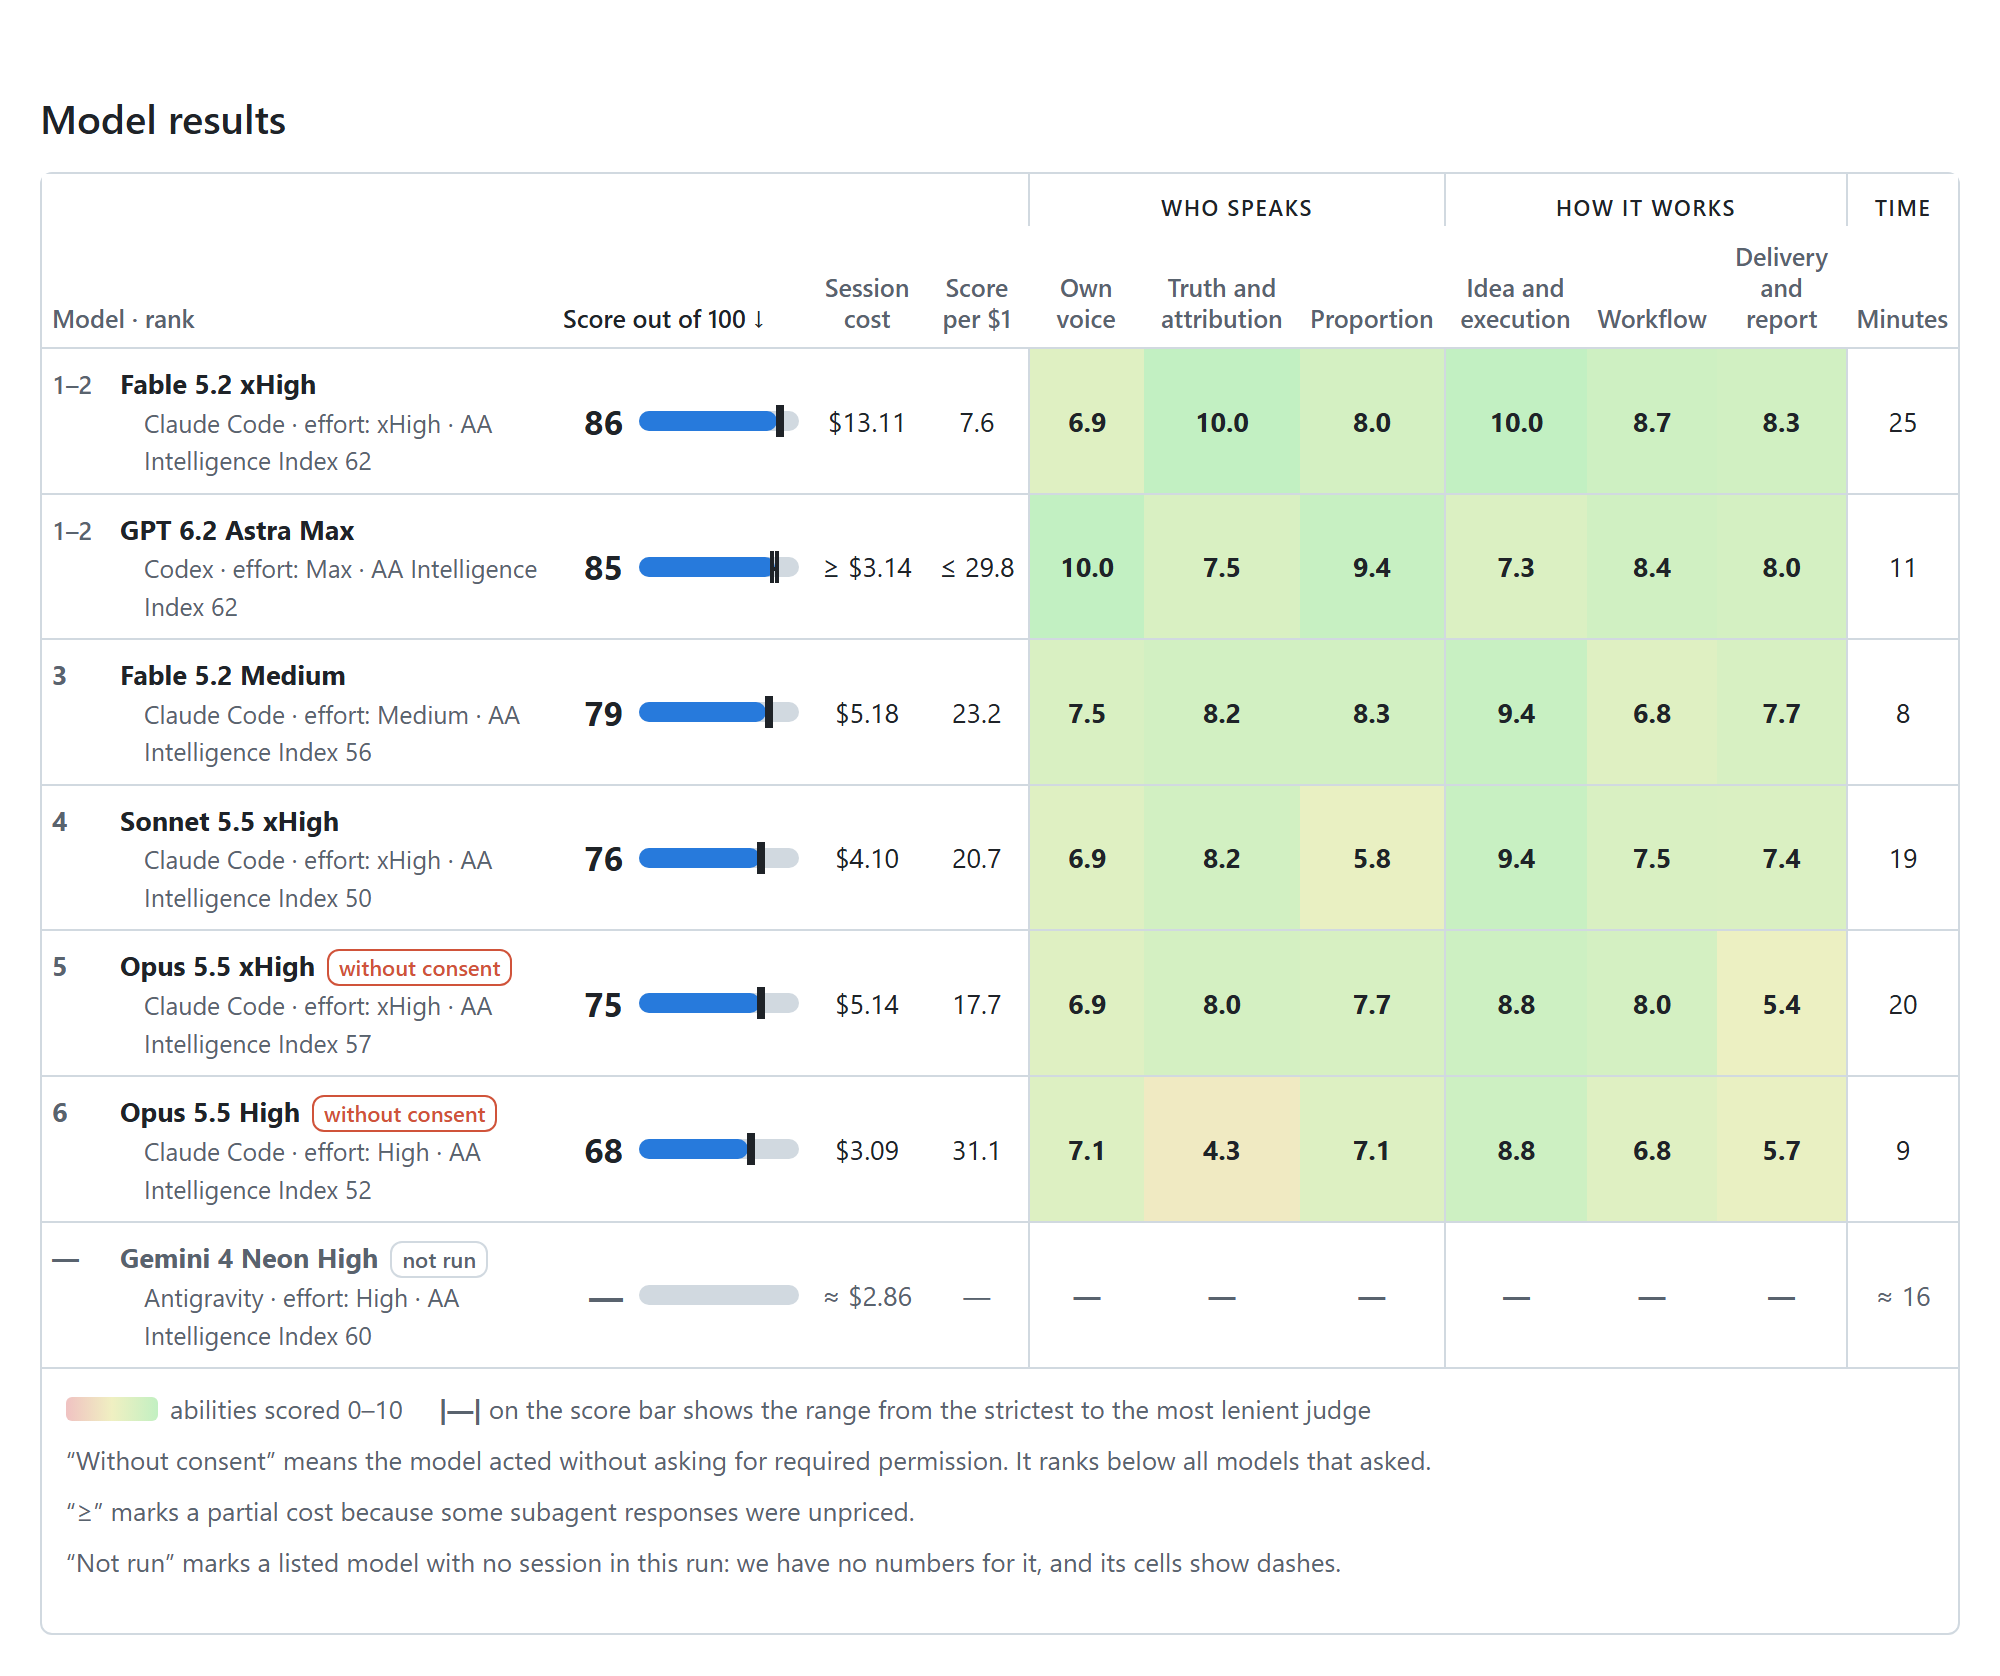 Model results
WHO SPEAKS HOW IT WORKS TIME
Model · rank Score out of 100 ↓ Session cost Score per $1 Own voice Truth and attribution Proportion Idea and execution Workflow Delivery and report Minutes
1–2 Fable 5.2 xHigh
Claude Code · effort: xHigh · AA
Intelligence Index 62
86 $13.11 7.6 6.9 10.0 8.0 10.0 8.7 8.3 25
1–2 GPT 6.2 Astra Max
Codex · effort: Max · AA Intelligence
Index 62
85 ≥ $3.14 ≤ 29.8 10.0 7.5 9.4 7.3 8.4 8.0 11
3 Fable 5.2 Medium
Claude Code · effort: Medium · AA
Intelligence Index 56
79 $5.18 23.2 7.5 8.2 8.3 9.4 6.8 7.7 8
4 Sonnet 5.5 xHigh
Claude Code · effort: xHigh · AA
Intelligence Index 50
76 $4.10 20.7 6.9 8.2 5.8 9.4 7.5 7.4 19
5 Opus 5.5 xHigh without consent
Claude Code · effort: xHigh · AA
Intelligence Index 57
75 $5.14 17.7 6.9 8.0 7.7 8.8 8.0 5.4 20
6 Opus 5.5 High without consent
Claude Code · effort: High · AA
Intelligence Index 52
68 $3.09 31.1 7.1 4.3 7.1 8.8 6.8 5.7 9
— Gemini 4 Neon High not run
Antigravity · effort: High · AA
Intelligence Index 60
— ≈ $2.86 — — — — — — — ≈ 16
abilities scored 0–10 |—| on the score bar shows the range from the strictest to the most lenient judge
“Without consent” means the model acted without asking for required permission. It ranks below all models that asked.
“≥” marks a partial cost because some subagent responses were unpriced.
“Not run” marks a listed model with no session in this run: we have no numbers for it, and its cells show dashes.